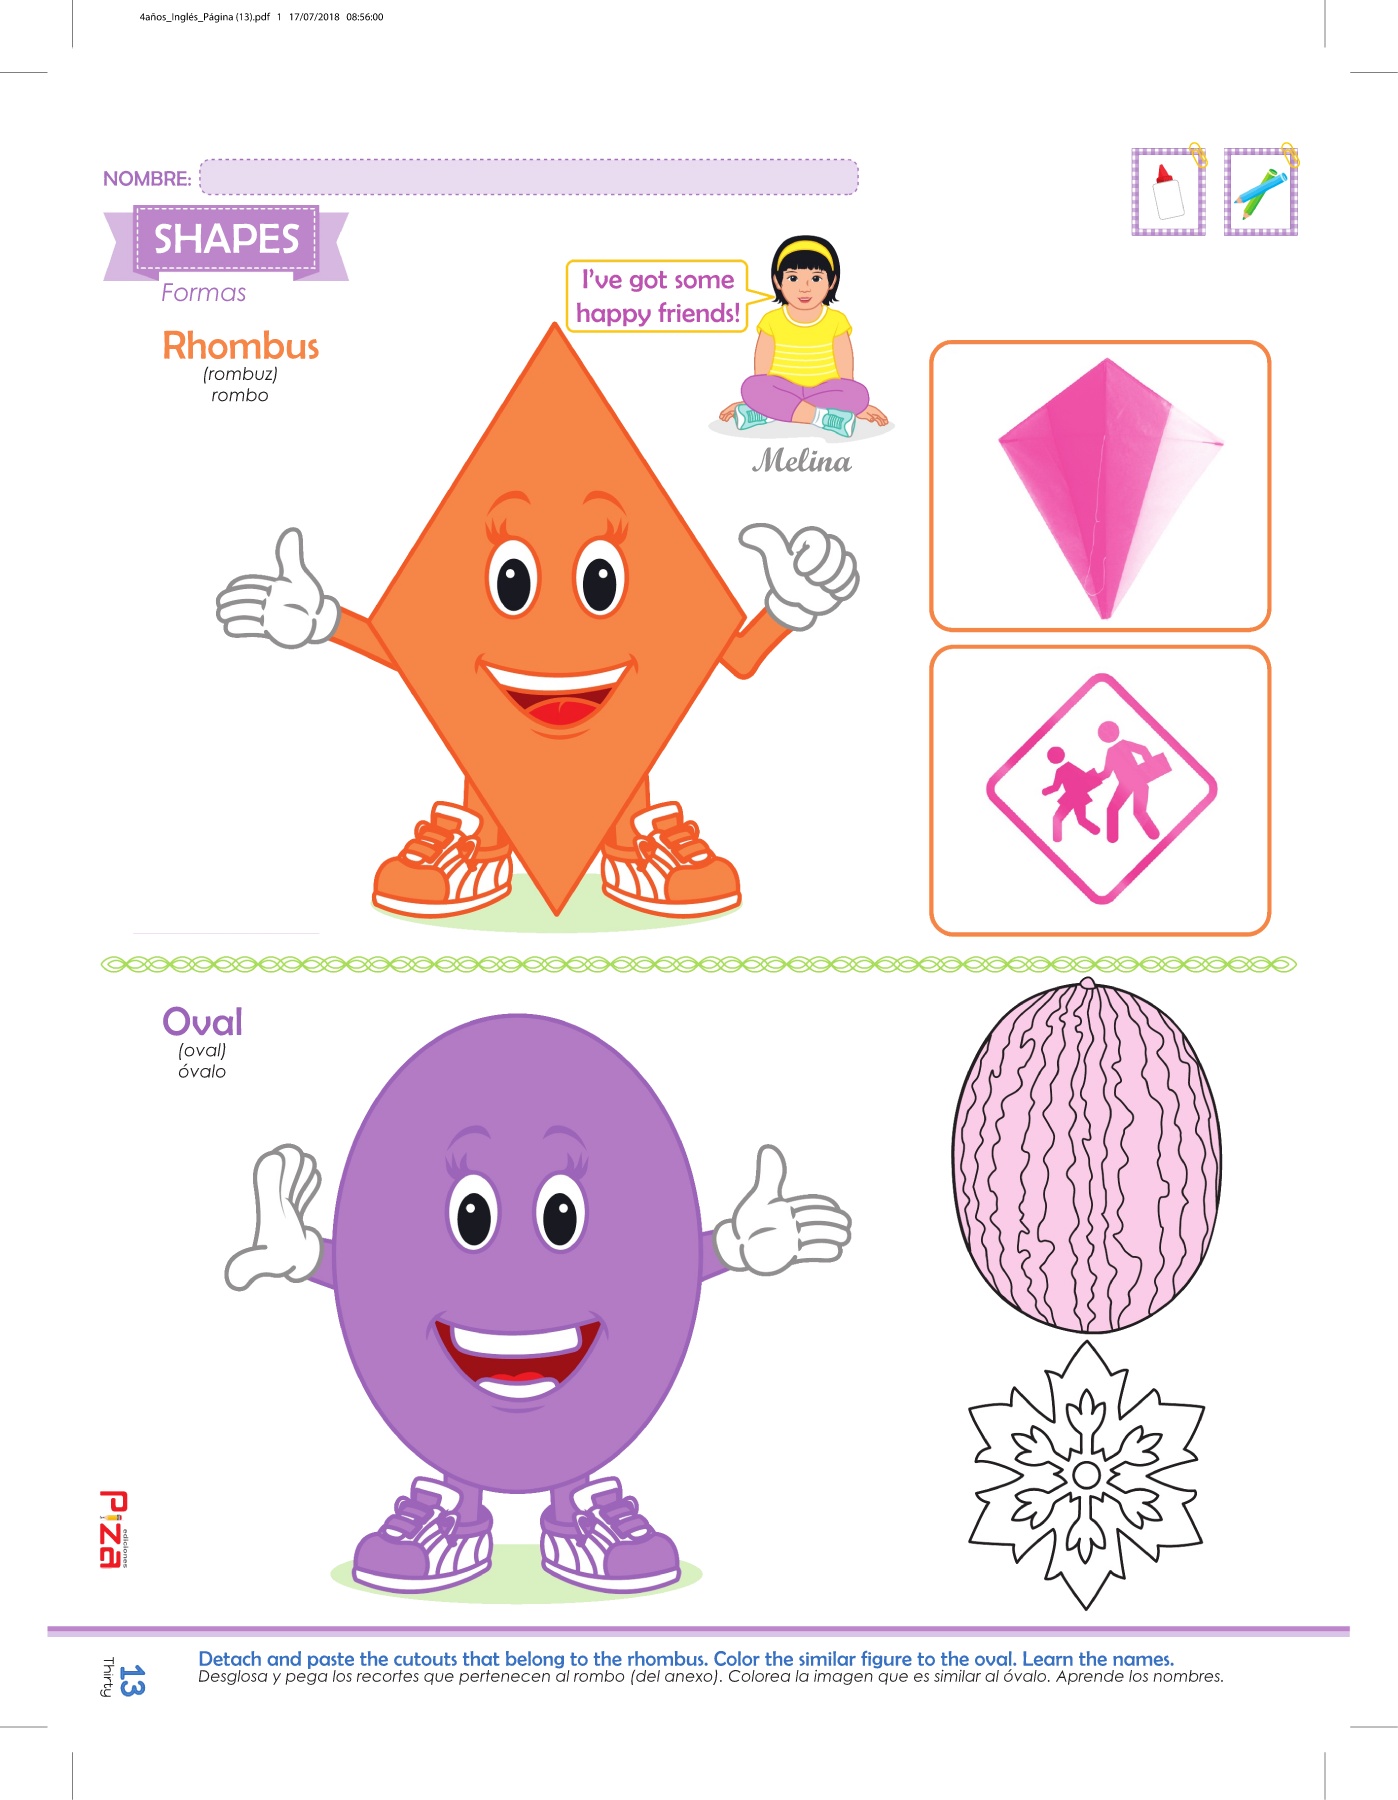 4años_Inglés_Página (13).pdf 1 17/07/2018 08:56:00
NOMBRE:
SHAPES
Formas
I've got some
happy friends!
Rhombus
(rombuz)
rombo
Melina
Oval
(oval)
óvalo
Piza
ediciones
13
Thirty
Detach and paste the cutouts that belong to the rhombus. Color the similar figure to the oval. Learn the names.
Desglosa y pega los recortes que pertenecen al rombo (del anexo). Colorea la imagen que es similar al óvalo. Aprende los nombres.